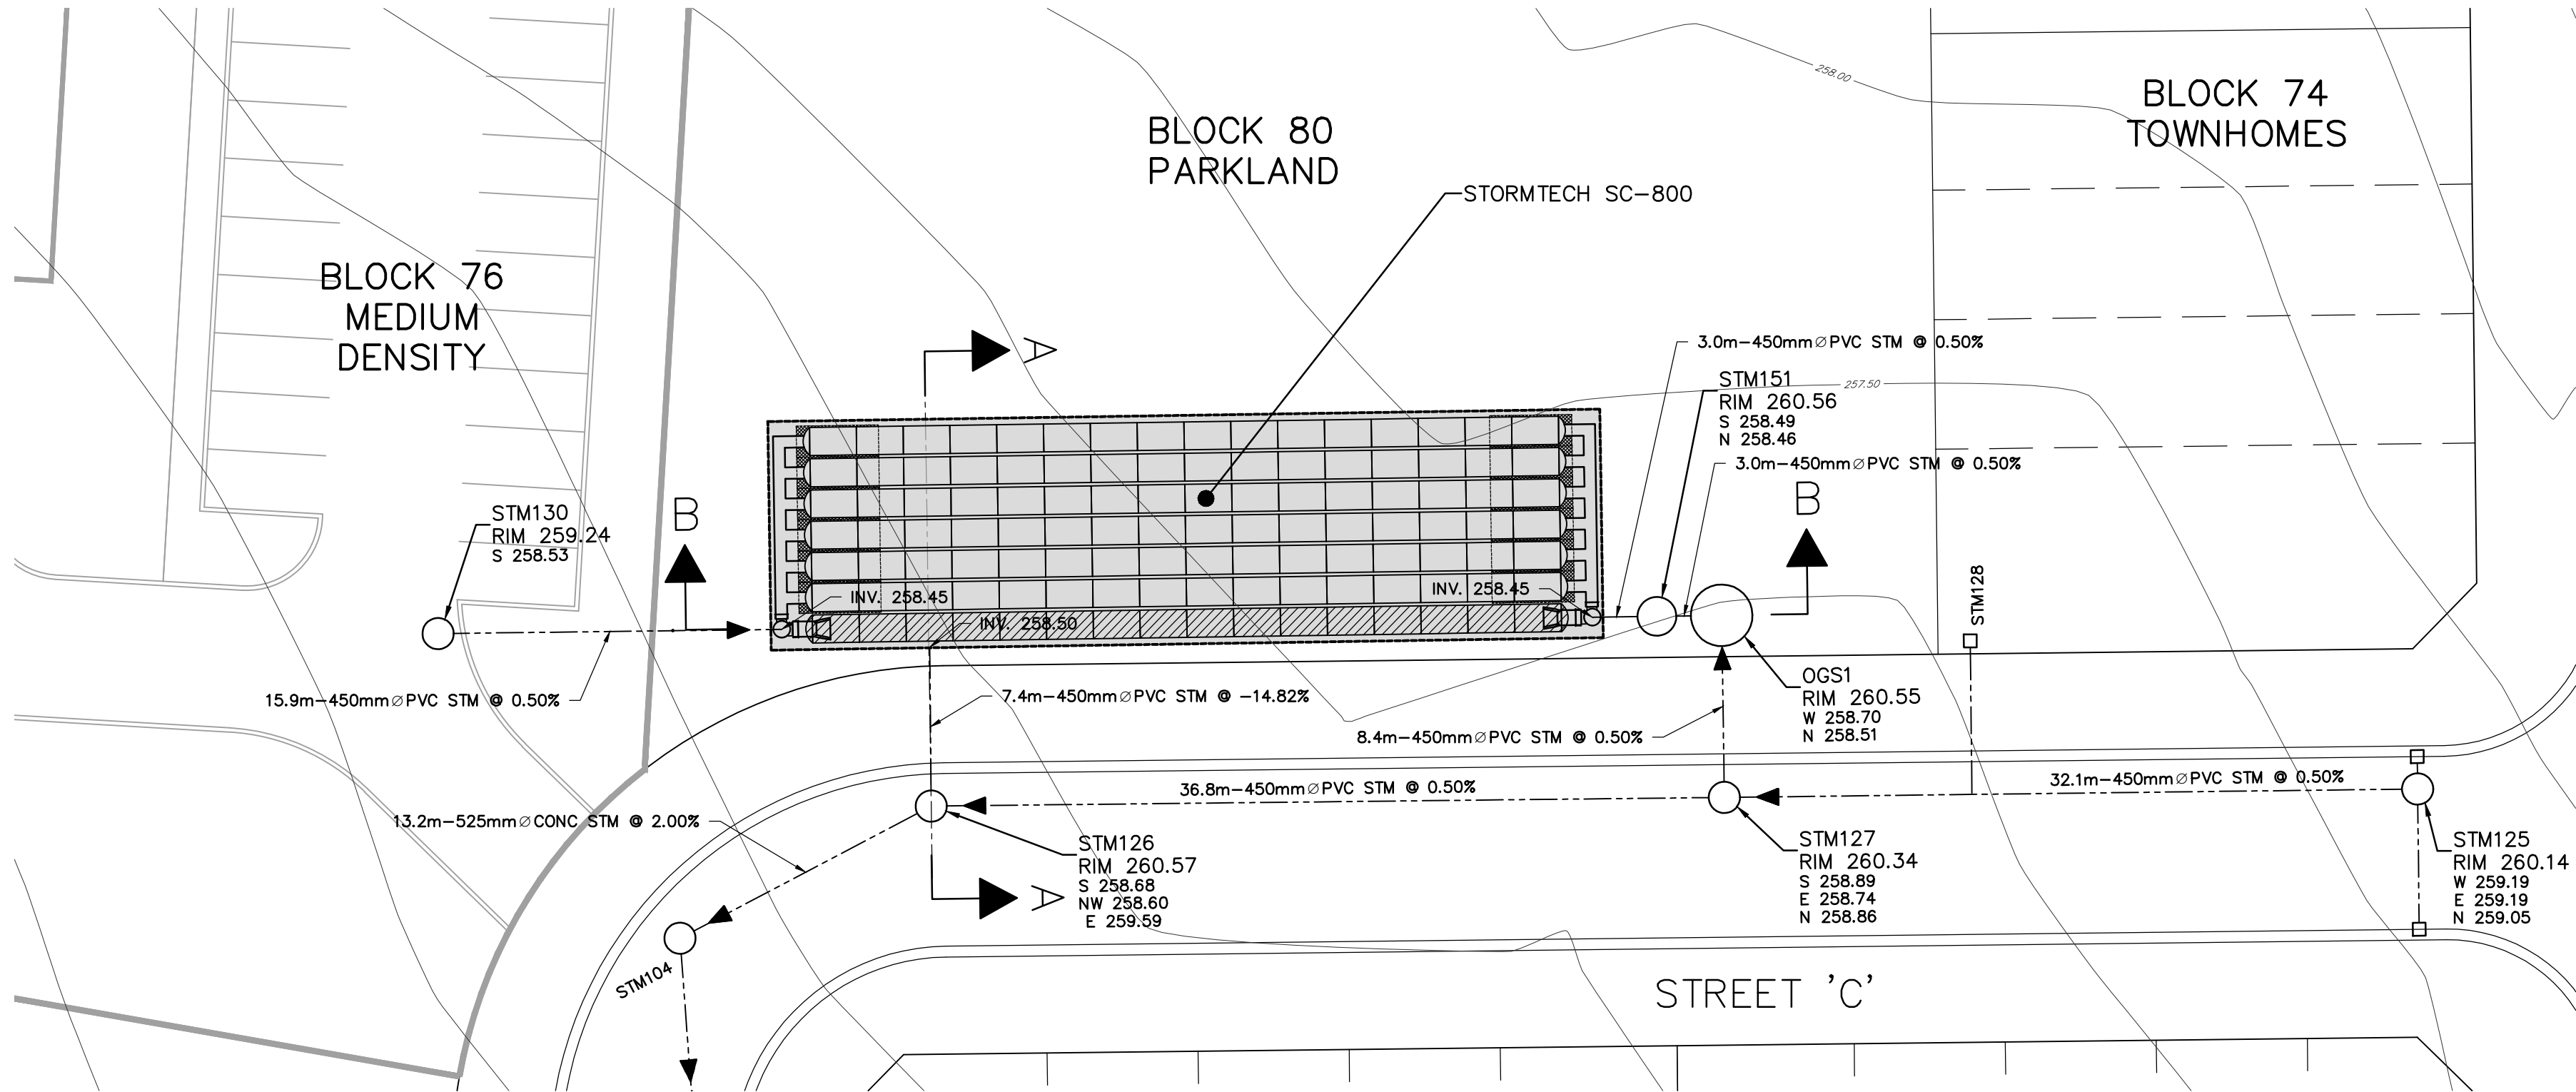 258.00
BLOCK 74
TOWNHOMES
BLOCK 80
PARKLAND
STORMTECH SC-800
BLOCK 76
MEDIUM
DENSITY
A
3.0m-450mm∅PVC STM @ 0.50%
STM151
RIM 260.56
S 258.49
N 258.46
257.50
3.0m-450mm∅PVC STM @ 0.50%
B
B
STM130
RIM 259.24
S 258.53
INV. 258.45
INV. 258.45
INV. 258.50
STM128
15.9m-450mm∅PVC STM @ 0.50%
7.4m-450mm∅PVC STM @ -14.82%
OGS1
RIM 260.55
W 258.70
N 258.51
8.4m-450mm∅PVC STM @ 0.50%
36.8m-450mm∅PVC STM @ 0.50%
32.1m-450mm∅PVC STM @ 0.50%
13.2m-525mm∅CONC STM @ 2.00%
STM126
RIM 260.57
S 258.68
NW 258.60
E 259.59
A
STM127
RIM 260.34
S 258.89
E 258.74
N 258.86
STM125
RIM 260.14
W 259.19
E 259.19
N 259.05
STM104
STREET 'C'